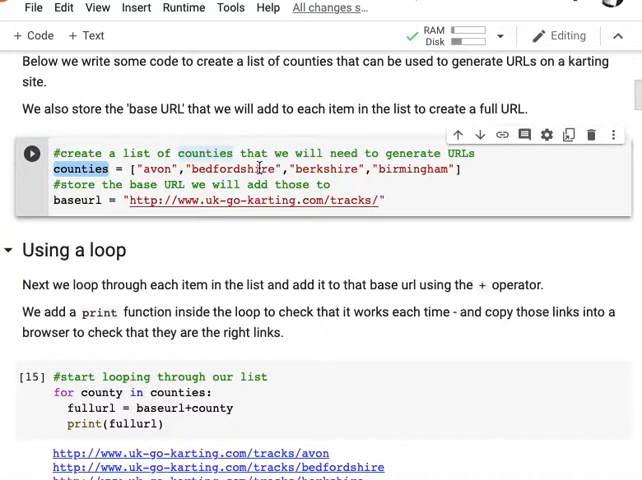 File Edit View Insert Runtime Tools Help All changes s…
+ Code + Text RAM Disk Editing
Below we write some code to create a list of counties that can be used to generate URLs on a karting
site.
We also store the 'base URL' that we will add to each item in the list to create a full URL.
#create a list of counties that we will need to generate URLs
counties = ["avon","bedfordshire","berkshire","birmingham"]
#store the base URL we will add those to
baseurl = "http://www.uk-go-karting.com/tracks/"
Using a loop
Next we loop through each item in the list and add it to that base url using the + operator.
We add a print function inside the loop to check that it works each time - and copy those links into a
browser to check that they are the right links.
[15] #start looping through our list
for county in counties:
fullurl = baseurl+county
print(fullurl)
http://www.uk-go-karting.com/tracks/avon
http://www.uk-go-karting.com/tracks/bedfordshire